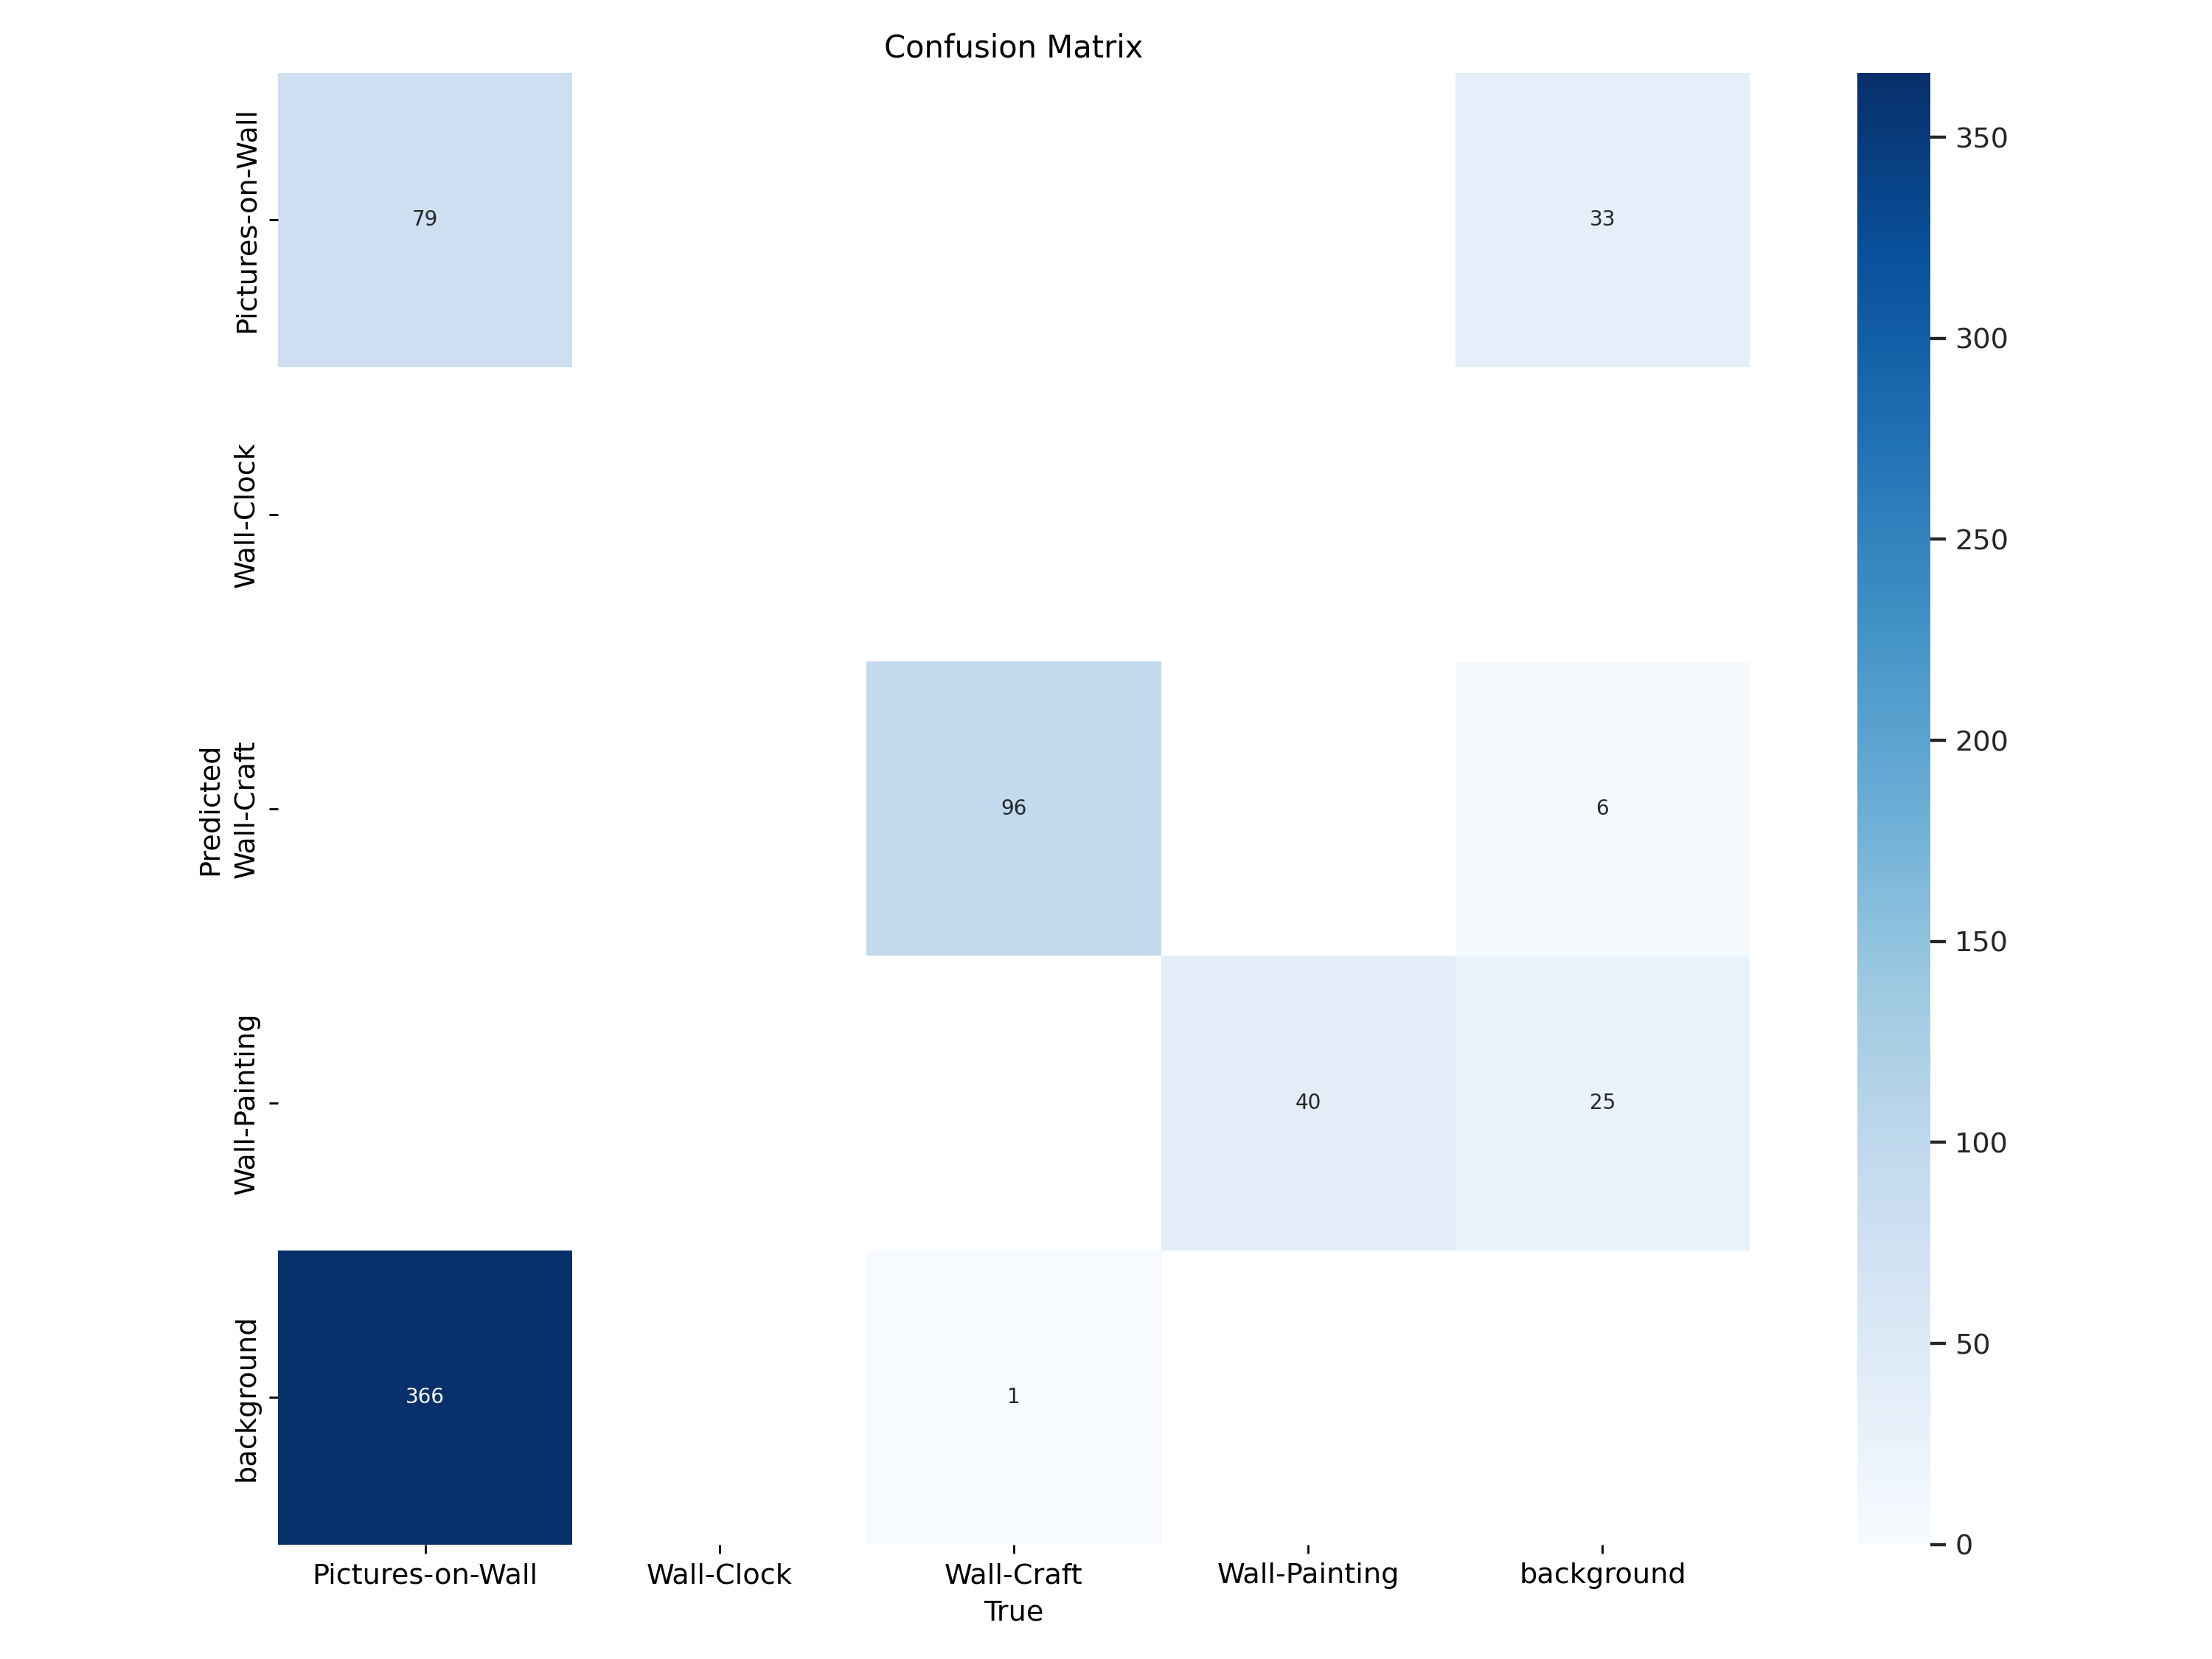 Confusion Matrix
Pictures-on-Wall
79
33
350
300
Wall-Clock
250
200
Predicted
Wall-Craft
96
6
150
Wall-Painting
40
25
100
50
background
366
1
0
Pictures-on-Wall
Wall-Clock
Wall-Craft
Wall-Painting
background
True